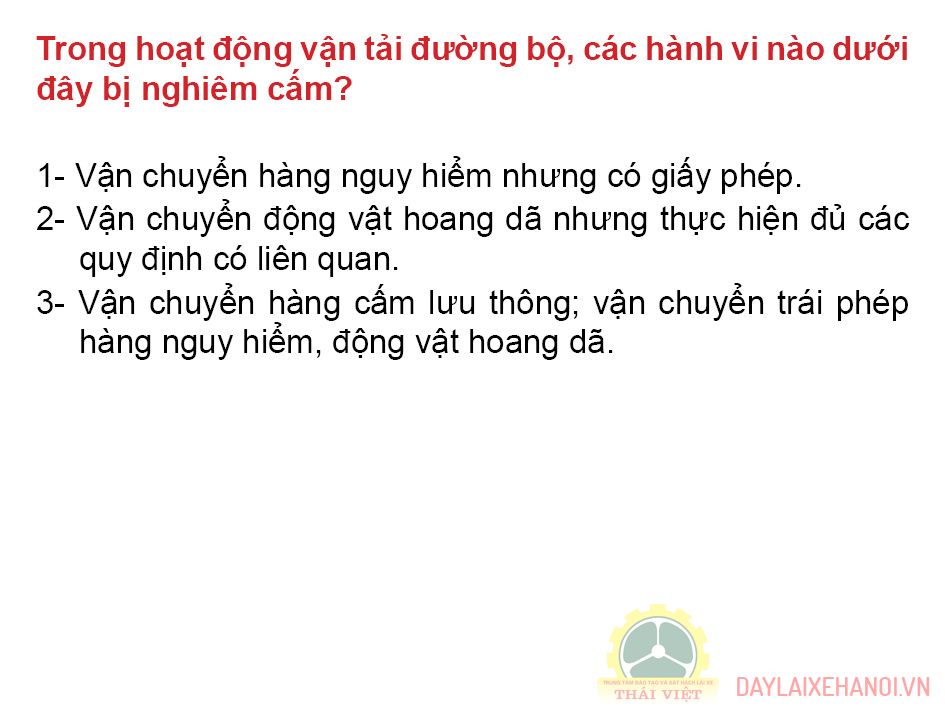 Trong hoạt động vận tải đường bộ, các hành vi nào dưới
đây bị nghiêm cấm?
1- Vận chuyển hàng nguy hiểm nhưng có giấy phép.
2- Vận chuyển động vật hoang dã nhưng thực hiện đủ các
quy định có liên quan.
3- Vận chuyển hàng cấm lưu thông; vận chuyển trái phép
hàng nguy hiểm, động vật hoang dã.
TRUNG TÂM ĐÀO TẠO VÀ SÁT HẠCH LÁI XE
THÁI VIỆT
DAYLAIXEHANOI.VN